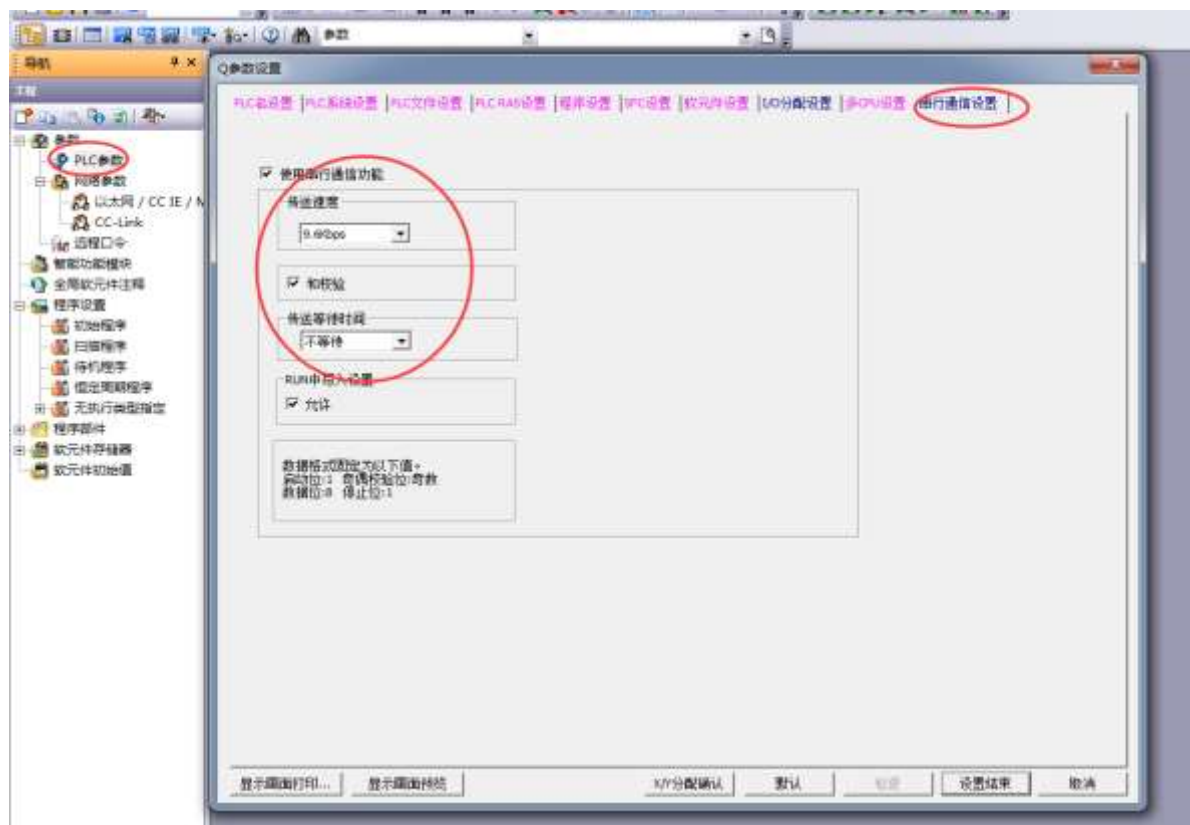 参数
导航
工程
参数
PLC参数
网络参数
以太网 / CC IE / N
CC-Link
远程口令
智能功能模块
全局软元件注释
程序设置
初始程序
扫描程序
待机程序
恒定周期程序
无执行类型指定
程序部件
软元件存储器
软元件初始值
Q参数设置
PLC名设置 PLC系统设置 PLC文件设置 PLC RAS设置 程序设置 SFC设置 软元件设置 I/O分配设置 多CPU设置 串行通信设置
使用串行通信功能
传送速度
9.6Kbps
和校验
传送等待时间
不等待
RUN中写入设置
允许
数据格式固定为以下值。
启动位:1 奇偶校验位:奇数
数据位:8 停止位:1
显示画面打印... 显示画面预览 X/Y分配确认 默认 检查 设置结束 取消